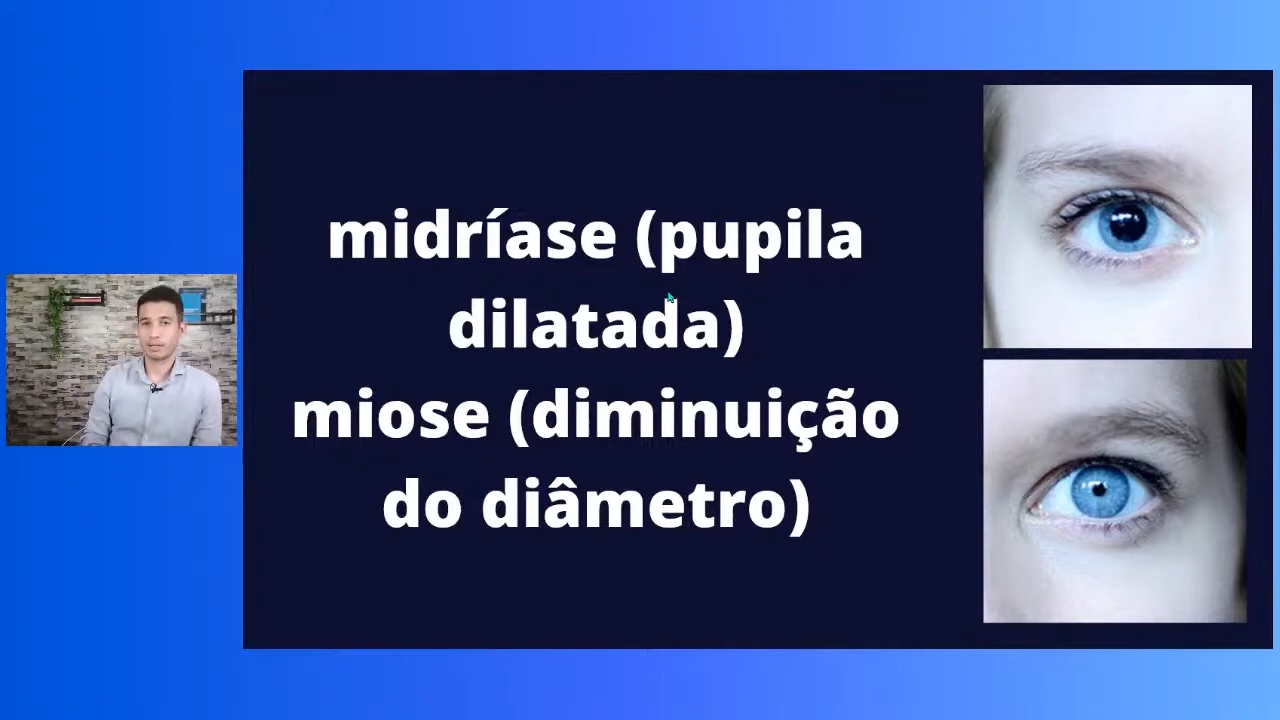 midríase (pupila
dilatada)
miose (diminuição
do diâmetro)